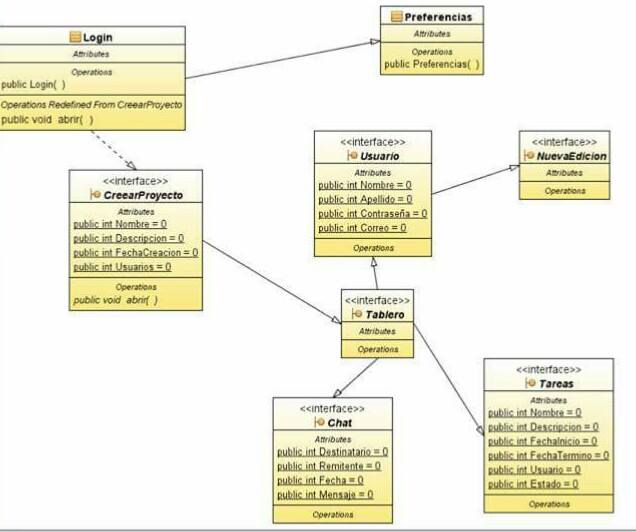 Login
Attributes
Operations
public Login( )
Operations Redefined From CreearProyecto
public void abrir( )
Preferencias
Attributes
Operations
public Preferencias( )
<<interface>>
Usuario
Attributes
public int Nombre = 0
public int Apellido = 0
public int Contraseña = 0
public int Correo = 0
Operations
<<interface>>
NuevaEdicion
Attributes
Operations
<<interface>>
CreearProyecto
Attributes
public int Nombre = 0
public int Descripcion = 0
public int FechaCreacion = 0
public int Usuarios = 0
Operations
public void abrir( )
<<interface>>
Tablero
Attributes
Operations
<<interface>>
Chat
Attributes
public int Destinatario = 0
public int Remitente = 0
public int Fecha = 0
public int Mensaje = 0
Operations
<<interface>>
Tareas
Attributes
public int Nombre = 0
public int Descripcion = 0
public int FechaInicio = 0
public int FechaTermino = 0
public int Usuario = 0
public int Estado = 0
Operations